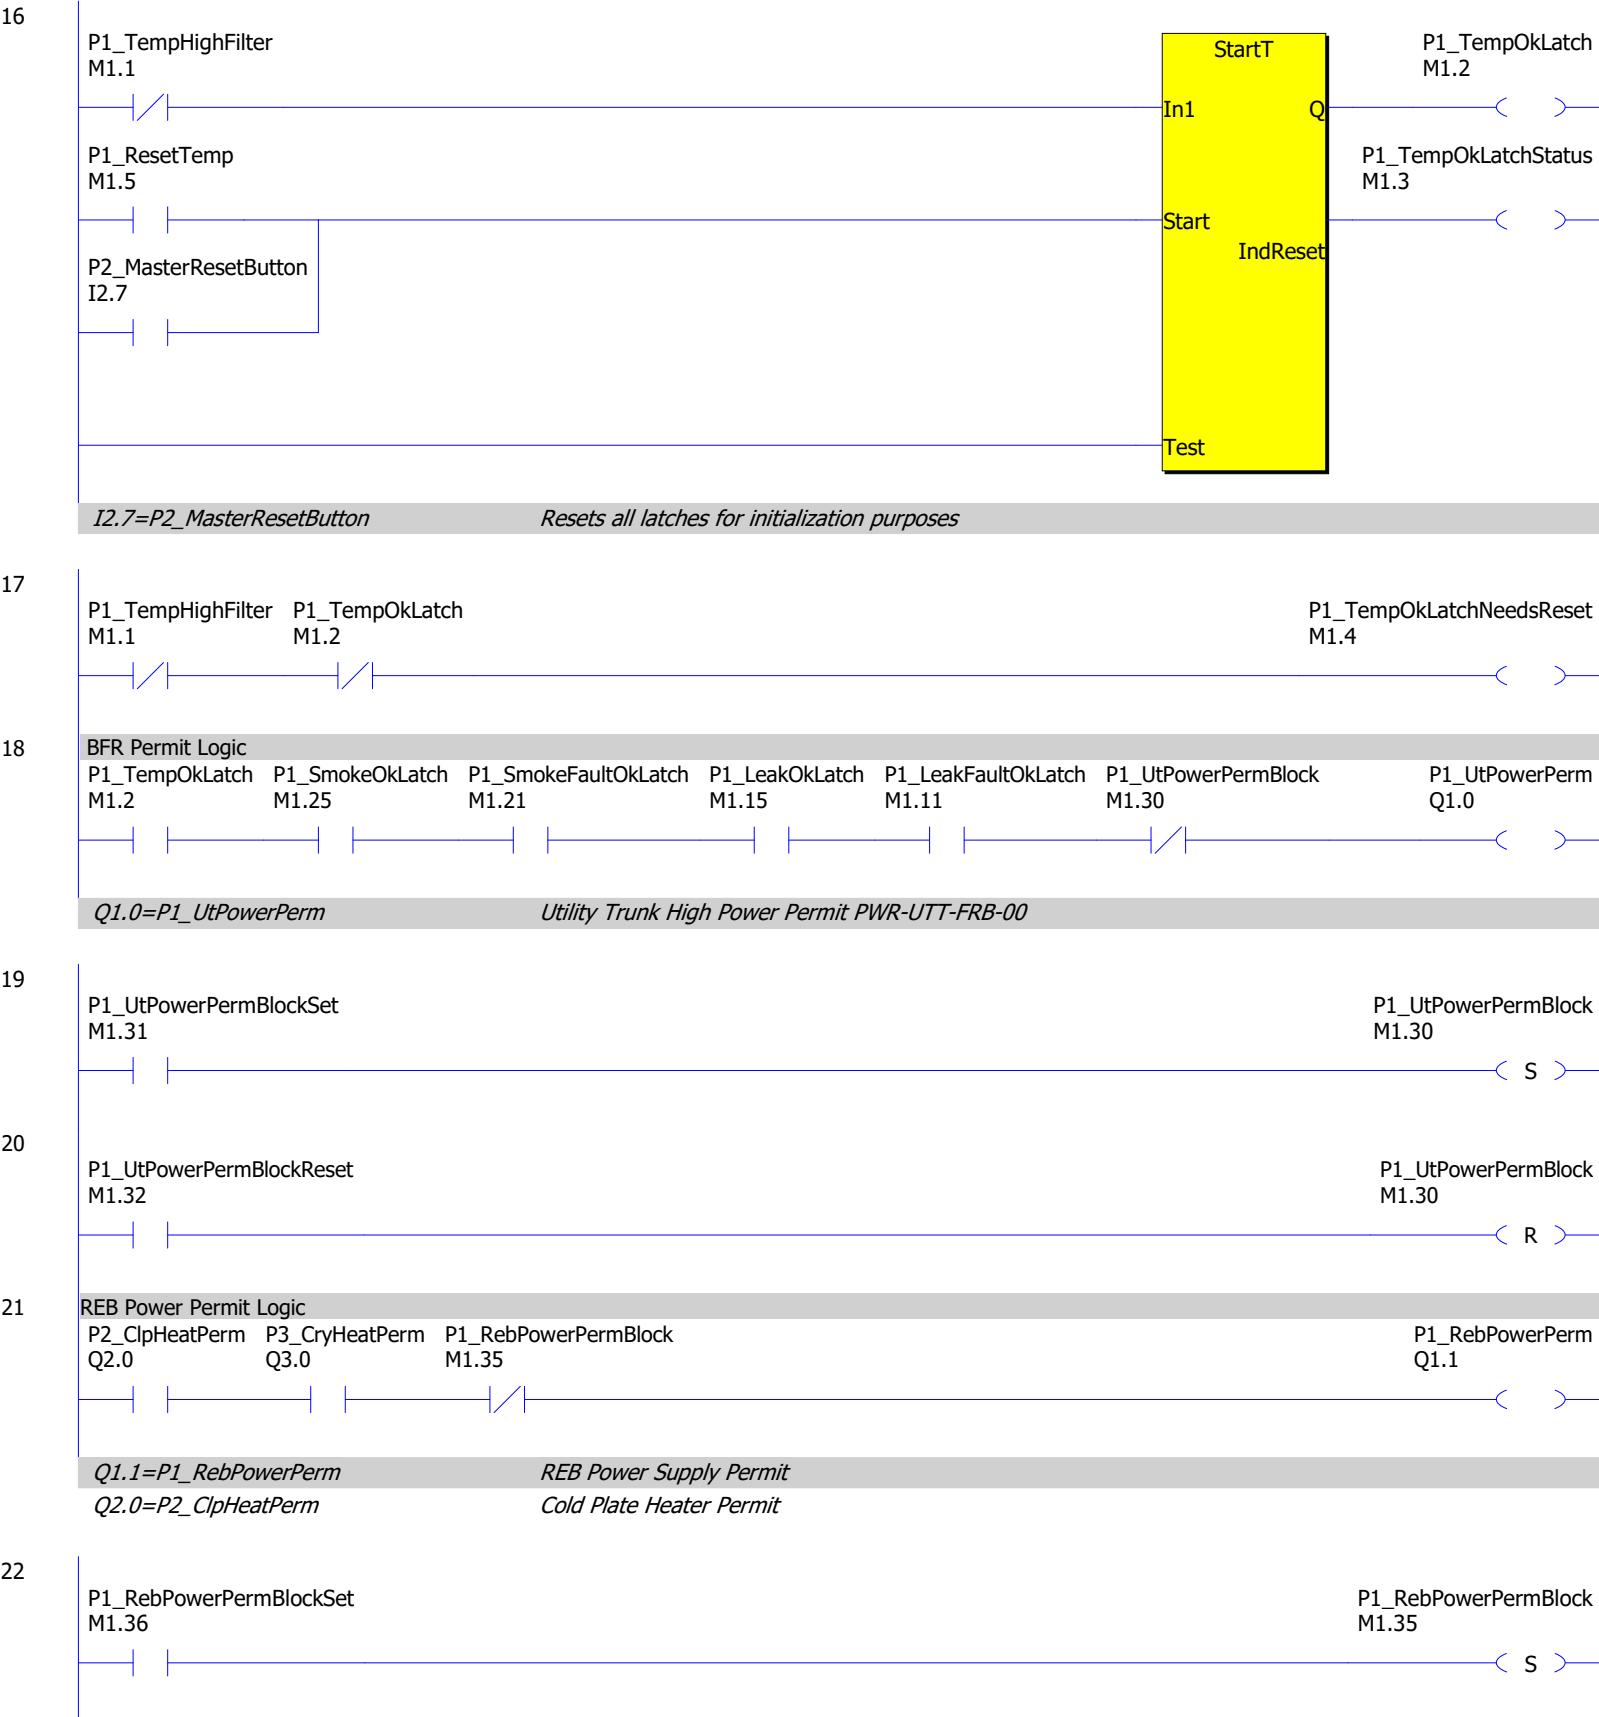 16
P1_TempHighFilter
M1.1
StartT
P1_TempOkLatch
M1.2
In1 Q
P1_ResetTemp
M1.5
P1_TempOkLatchStatus
M1.3
Start
IndReset
P2_MasterResetButton
I2.7
Test
I2.7=P2_MasterResetButton Resets all latches for initialization purposes
17
P1_TempHighFilter P1_TempOkLatch P1_TempOkLatchNeedsReset
M1.1 M1.2 M1.4
18 BFR Permit Logic
P1_TempOkLatch P1_SmokeOkLatch P1_SmokeFaultOkLatch P1_LeakOkLatch P1_LeakFaultOkLatch P1_UtPowerPermBlock P1_UtPowerPerm
M1.2 M1.25 M1.21 M1.15 M1.11 M1.30 Q1.0
Q1.0=P1_UtPowerPerm Utility Trunk High Power Permit PWR-UTT-FRB-00
19
P1_UtPowerPermBlockSet P1_UtPowerPermBlock
M1.31 M1.30
S
20
P1_UtPowerPermBlockReset P1_UtPowerPermBlock
M1.32 M1.30
R
21 REB Power Permit Logic
P2_ClpHeatPerm P3_CryHeatPerm P1_RebPowerPermBlock P1_RebPowerPerm
Q2.0 Q3.0 M1.35 Q1.1
Q1.1=P1_RebPowerPerm REB Power Supply Permit
Q2.0=P2_ClpHeatPerm Cold Plate Heater Permit
22
P1_RebPowerPermBlockSet P1_RebPowerPermBlock
M1.36 M1.35
S